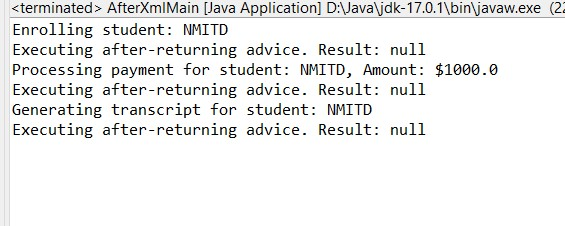 <terminated> AfterXmlMain [Java Application] D:\Java\jdk-17.0.1\bin\javaw.exe (22
Enrolling student: NMITD
Executing after-returning advice. Result: null
Processing payment for student: NMITD, Amount: $1000.0
Executing after-returning advice. Result: null
Generating transcript for student: NMITD
Executing after-returning advice. Result: null